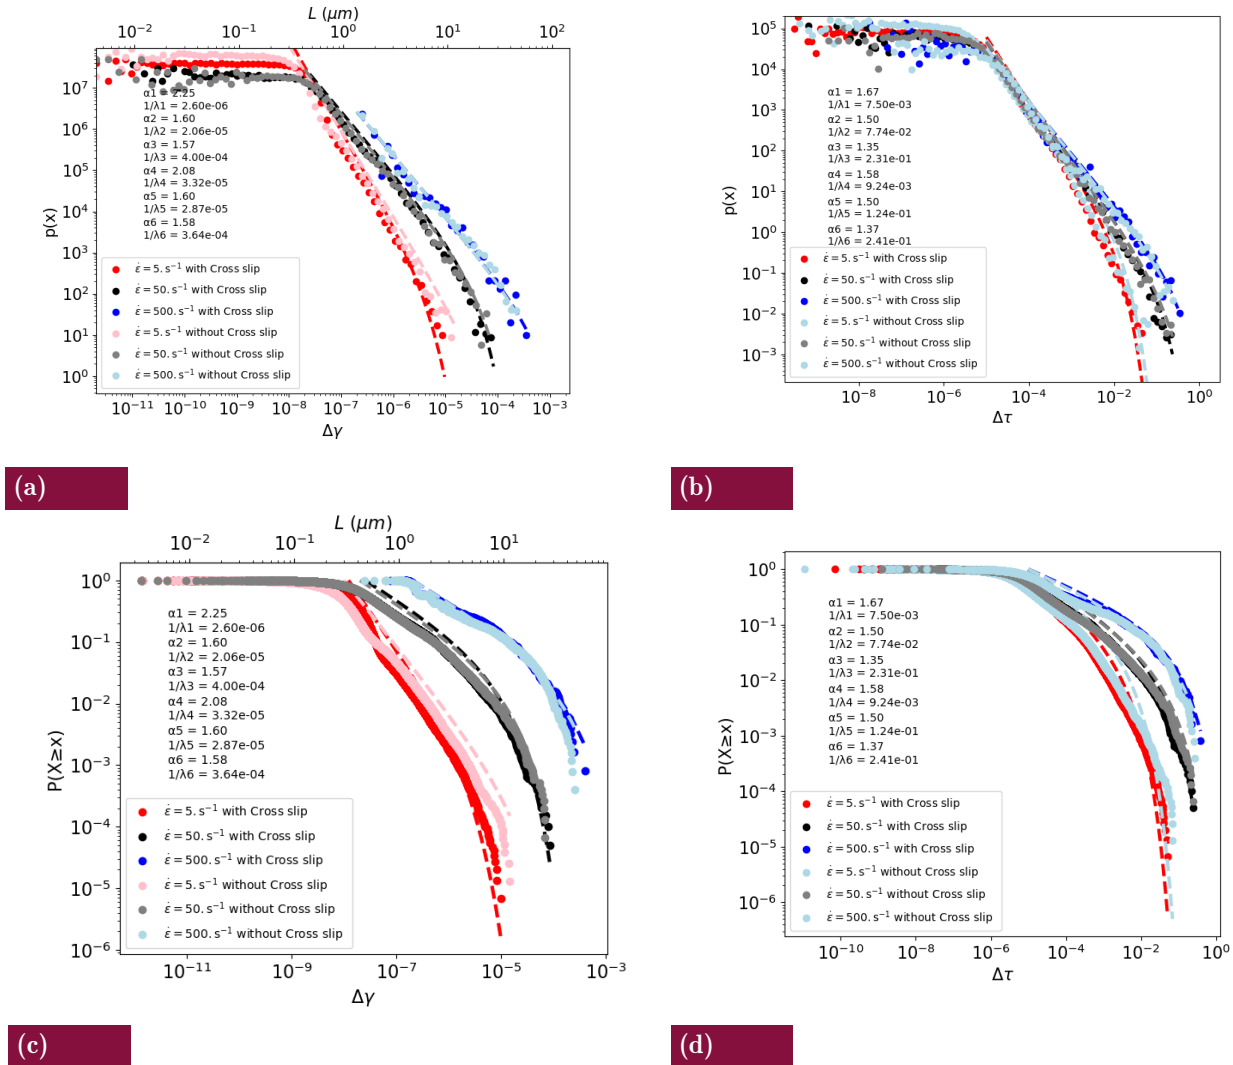 L (μm)
10⁻² 10⁻¹ 10⁰ 10¹ 10²
10⁷
10⁶
10⁵
10⁴
10³
10²
10¹
10⁰
p(x)
α1 = 2.25
1/λ1 = 2.60e-06
α2 = 1.60
1/λ2 = 2.06e-05
α3 = 1.57
1/λ3 = 4.00e-04
α4 = 2.08
1/λ4 = 3.32e-05
α5 = 1.60
1/λ5 = 2.87e-05
α6 = 1.58
1/λ6 = 3.64e-04
ε̇ = 5. s⁻¹ with Cross slip
ε̇ = 50. s⁻¹ with Cross slip
ε̇ = 500. s⁻¹ with Cross slip
ε̇ = 5. s⁻¹ without Cross slip
ε̇ = 50. s⁻¹ without Cross slip
ε̇ = 500. s⁻¹ without Cross slip
10⁻¹¹ 10⁻¹⁰ 10⁻⁹ 10⁻⁸ 10⁻⁷ 10⁻⁶ 10⁻⁵ 10⁻⁴ 10⁻³
Δγ
(a)
10⁵
10⁴
10³
10²
10¹
10⁰
10⁻¹
10⁻²
10⁻³
p(x)
α1 = 1.67
1/λ1 = 7.50e-03
α2 = 1.50
1/λ2 = 7.74e-02
α3 = 1.35
1/λ3 = 2.31e-01
α4 = 1.58
1/λ4 = 9.24e-03
α5 = 1.50
1/λ5 = 1.24e-01
α6 = 1.37
1/λ6 = 2.41e-01
ε̇ = 5. s⁻¹ with Cross slip
ε̇ = 50. s⁻¹ with Cross slip
ε̇ = 500. s⁻¹ with Cross slip
ε̇ = 5. s⁻¹ without Cross slip
ε̇ = 50. s⁻¹ without Cross slip
ε̇ = 500. s⁻¹ without Cross slip
10⁻⁸ 10⁻⁶ 10⁻⁴ 10⁻² 10⁰
Δτ
(b)
L (μm)
10⁻² 10⁻¹ 10⁰ 10¹
10⁰
10⁻¹
10⁻²
10⁻³
10⁻⁴
10⁻⁵
10⁻⁶
P(X≥x)
α1 = 2.25
1/λ1 = 2.60e-06
α2 = 1.60
1/λ2 = 2.06e-05
α3 = 1.57
1/λ3 = 4.00e-04
α4 = 2.08
1/λ4 = 3.32e-05
α5 = 1.60
1/λ5 = 2.87e-05
α6 = 1.58
1/λ6 = 3.64e-04
ε̇ = 5. s⁻¹ with Cross slip
ε̇ = 50. s⁻¹ with Cross slip
ε̇ = 500. s⁻¹ with Cross slip
ε̇ = 5. s⁻¹ without Cross slip
ε̇ = 50. s⁻¹ without Cross slip
ε̇ = 500. s⁻¹ without Cross slip
10⁻¹¹ 10⁻⁹ 10⁻⁷ 10⁻⁵ 10⁻³
Δγ
(c)
10⁰
10⁻¹
10⁻²
10⁻³
10⁻⁴
10⁻⁵
10⁻⁶
P(X≥x)
α1 = 1.67
1/λ1 = 7.50e-03
α2 = 1.50
1/λ2 = 7.74e-02
α3 = 1.35
1/λ3 = 2.31e-01
α4 = 1.58
1/λ4 = 9.24e-03
α5 = 1.50
1/λ5 = 1.24e-01
α6 = 1.37
1/λ6 = 2.41e-01
ε̇ = 5. s⁻¹ with Cross slip
ε̇ = 50. s⁻¹ with Cross slip
ε̇ = 500. s⁻¹ with Cross slip
ε̇ = 5. s⁻¹ without Cross slip
ε̇ = 50. s⁻¹ without Cross slip
ε̇ = 500. s⁻¹ without Cross slip
10⁻¹⁰ 10⁻⁸ 10⁻⁶ 10⁻⁴ 10⁻² 10⁰
Δτ
(d)